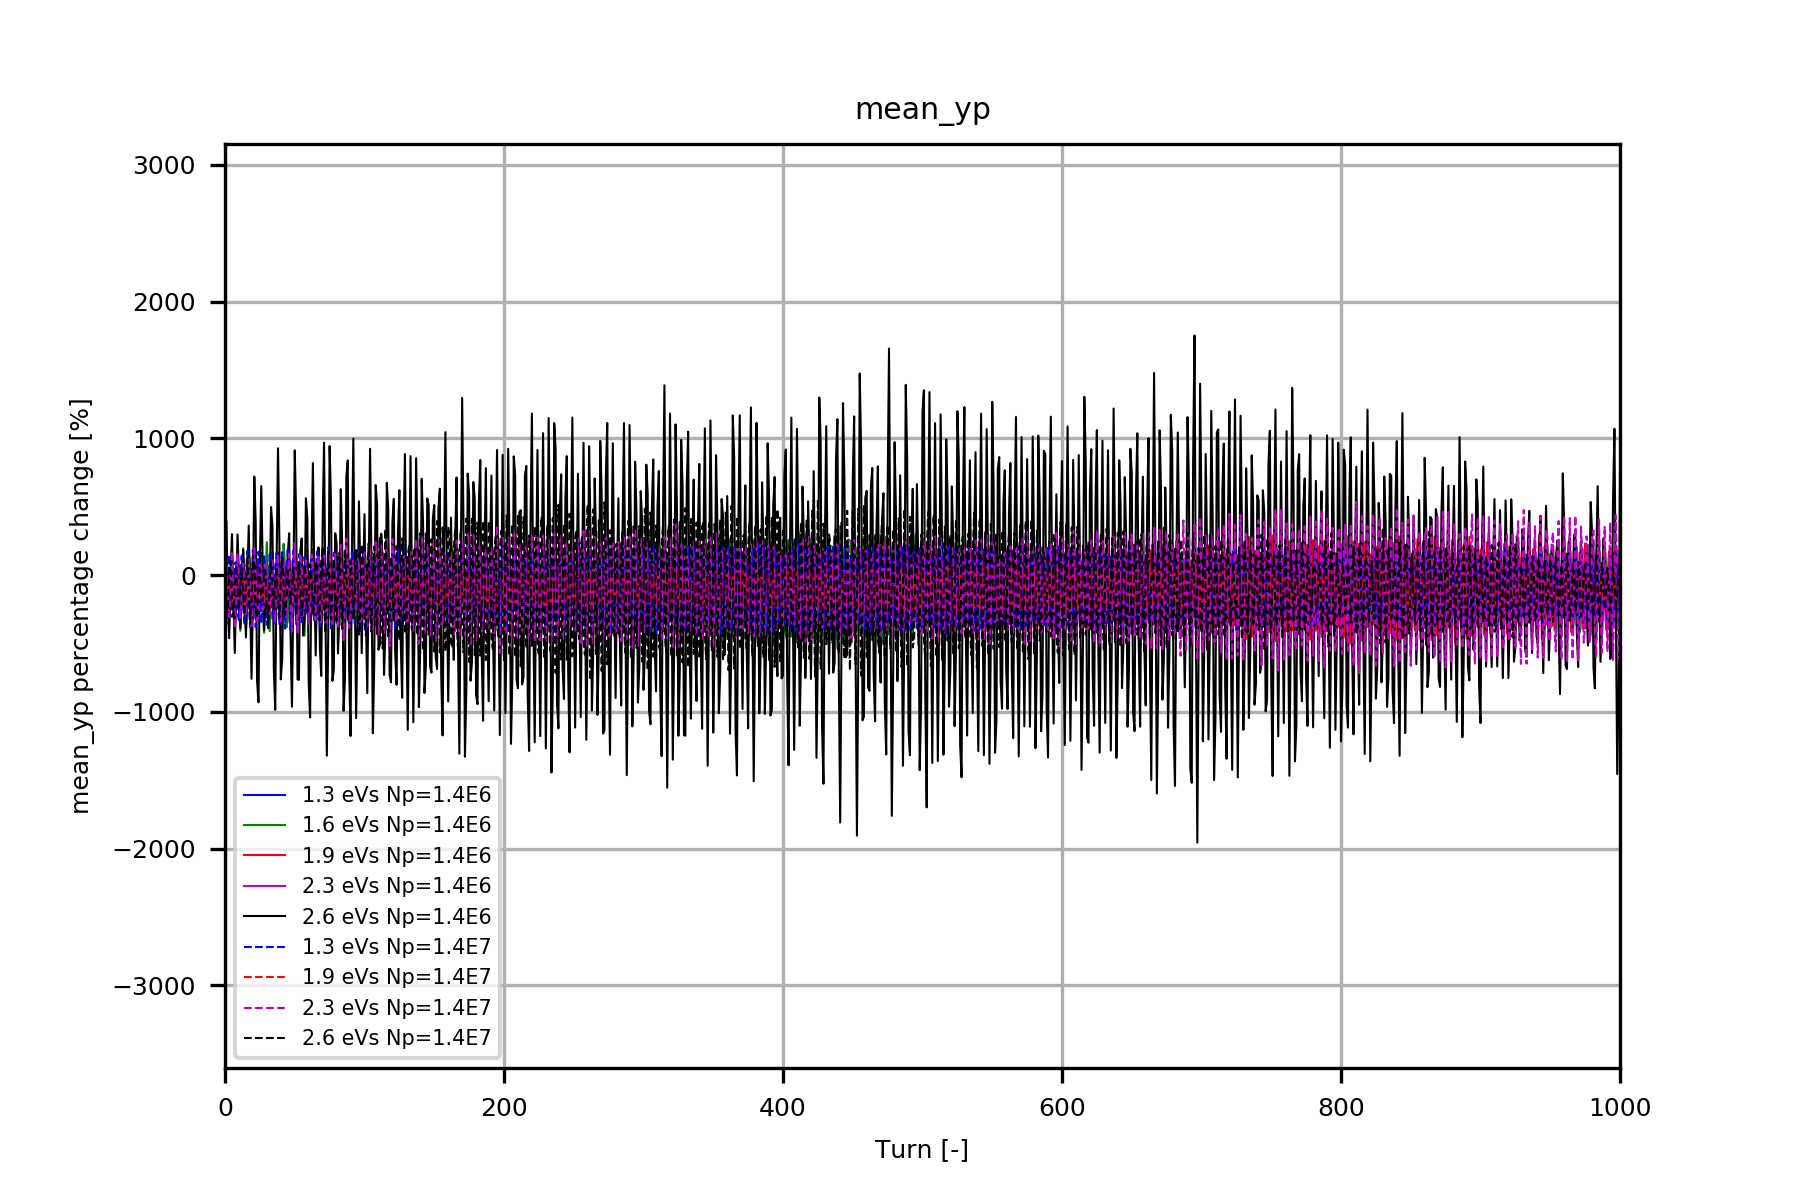 mean_yp
3000
2000
1000
0
−1000
−2000
−3000
mean_yp percentage change [%]
1.3 eVs Np=1.4E6
1.6 eVs Np=1.4E6
1.9 eVs Np=1.4E6
2.3 eVs Np=1.4E6
2.6 eVs Np=1.4E6
1.3 eVs Np=1.4E7
1.9 eVs Np=1.4E7
2.3 eVs Np=1.4E7
2.6 eVs Np=1.4E7
0 200 400 600 800 1000
Turn [-]